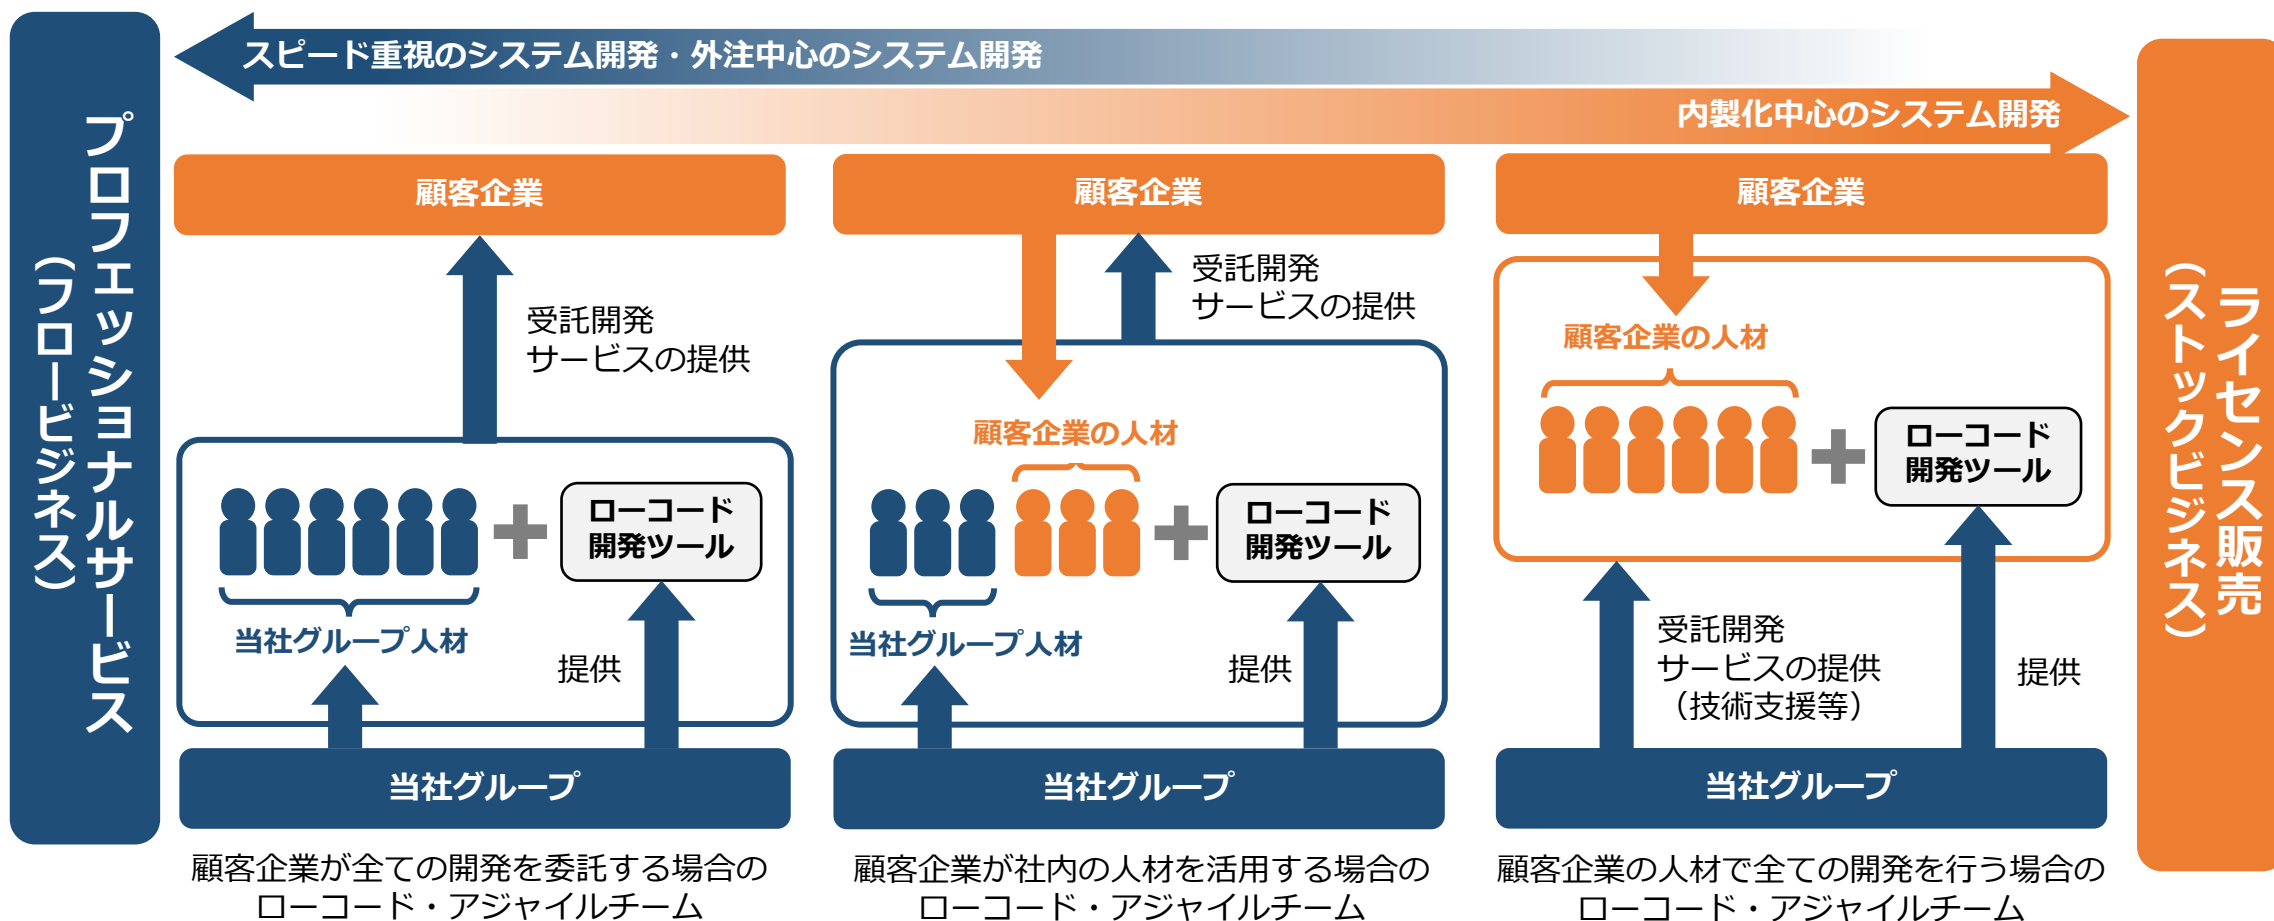 プロフェッショナルサービス
（フロービジネス）
スピード重視のシステム開発・外注中心のシステム開発
内製化中心のシステム開発
顧客企業
受託開発
サービスの提供
ローコード
開発ツール
当社グループ人材
提供
当社グループ
顧客企業が全ての開発を委託する場合の
ローコード・アジャイルチーム
顧客企業
受託開発
サービスの提供
顧客企業の人材
ローコード
開発ツール
当社グループ人材
提供
当社グループ
顧客企業が社内の人材を活用する場合の
ローコード・アジャイルチーム
顧客企業
顧客企業の人材
ローコード
開発ツール
受託開発
サービスの提供
（技術支援等）
提供
当社グループ
顧客企業の人材で全ての開発を行う場合の
ローコード・アジャイルチーム
ライセンス販売
（ストックビジネス）